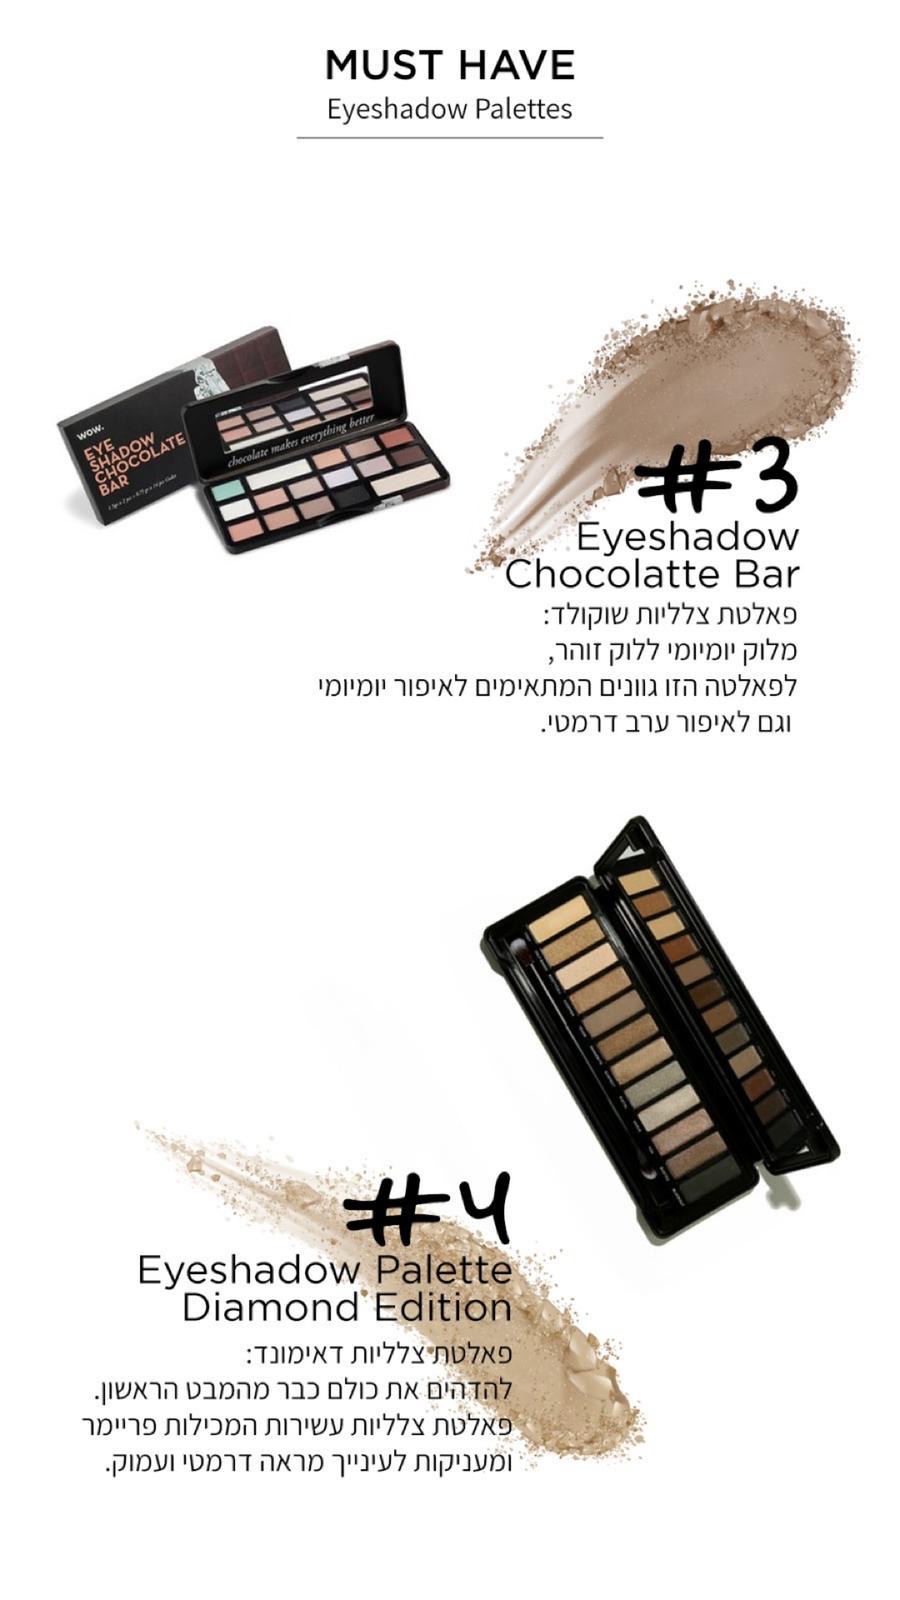 MUST HAVE
Eyeshadow Palettes
wow.
EYE
SHADOW
CHOCOLATE
BAR
chocolate makes everything better
#3
Eyeshadow
Chocolatte Bar
פאלטת צלליות שוקולד:
מלוק יומיומי ללוק זוהר,
לפאלטה הזו גוונים המתאימים לאיפור יומיומי
וגם לאיפור ערב דרמטי.
#4
Eyeshadow Palette
Diamond Edition
פאלטת צלליות דאימונד:
להדהים את כולם כבר מהמבט הראשון.
פאלטת צלליות עשירות המכילות פריימר
ומעניקות לעינייך מראה דרמטי ועמוק.